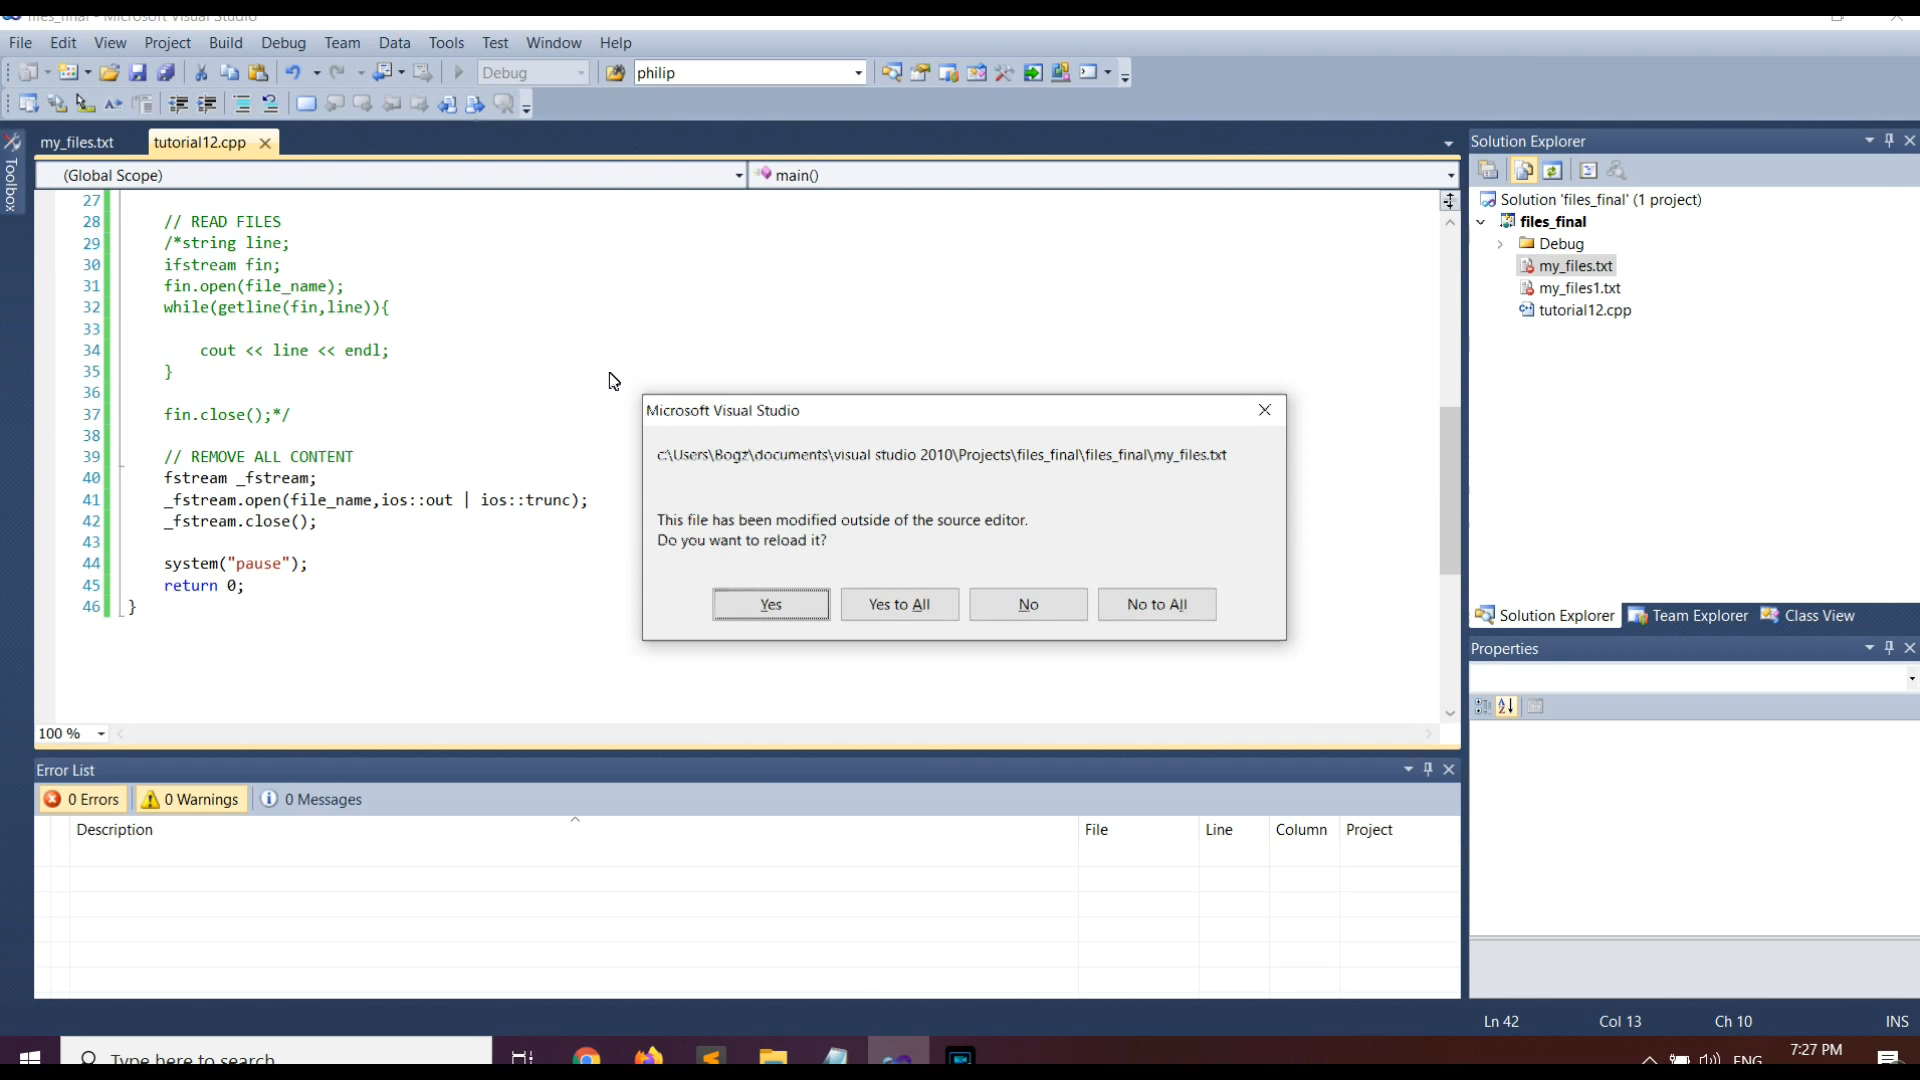 files_final - Microsoft Visual Studio
File Edit View Project Build Debug Team Data Tools Test Window Help
Debug philip
my_files.txt tutorial12.cpp
Toolbox
(Global Scope) main()
27
28 // READ FILES
29 /*string line;
30 ifstream fin;
31 fin.open(file_name);
32 while(getline(fin,line)){
33
34 cout << line << endl;
35 }
36
37 fin.close();*/
38
39 // REMOVE ALL CONTENT
40 fstream _fstream;
41 _fstream.open(file_name,ios::out | ios::trunc);
42 _fstream.close();
43
44 system("pause");
45 return 0;
46 }
100 %
Microsoft Visual Studio
c:\Users\Bogz\documents\visual studio 2010\Projects\files_final\files_final\my_files.txt
This file has been modified outside of the source editor.
Do you want to reload it?
Yes Yes to All No No to All
Solution Explorer
Solution 'files_final' (1 project)
files_final
Debug
my_files.txt
my_files1.txt
tutorial12.cpp
Solution Explorer Team Explorer Class View
Properties
Error List
0 Errors 0 Warnings 0 Messages
Description File Line Column Project
Ln 42 Col 13 Ch 10 INS
Type here to search
ENG 7:27 PM